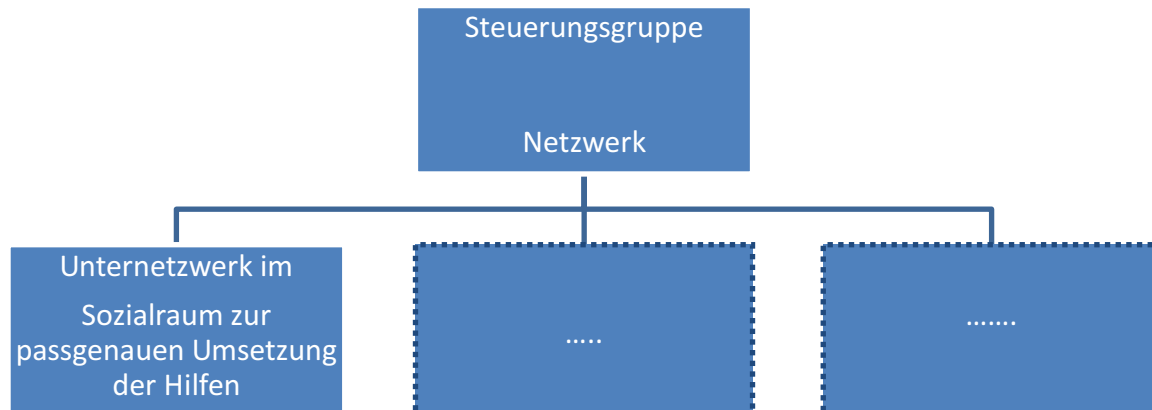 Steuerungsgruppe
Netzwerk
Unternetzwerk im
Sozialraum zur
passgenauen Umsetzung
der Hilfen
…..
…….